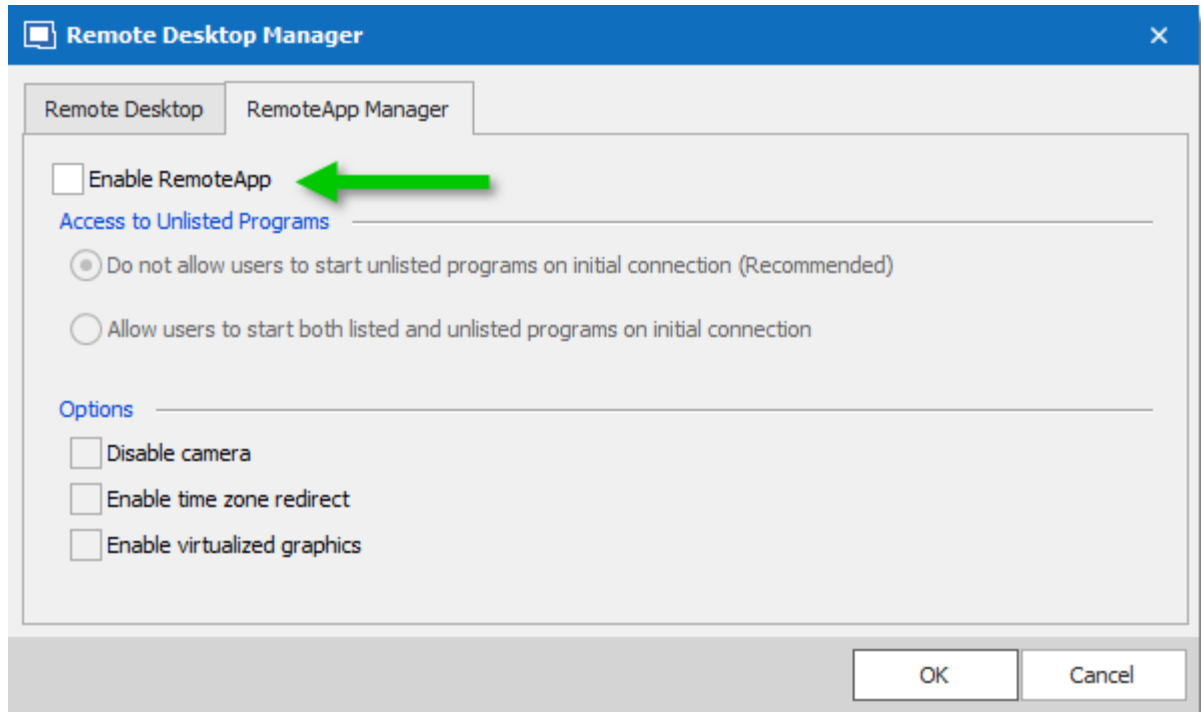 Remote Desktop Manager
Remote Desktop
RemoteApp Manager
Enable RemoteApp
Access to Unlisted Programs
Do not allow users to start unlisted programs on initial connection (Recommended)
Allow users to start both listed and unlisted programs on initial connection
Options
Disable camera
Enable time zone redirect
Enable virtualized graphics
OK
Cancel